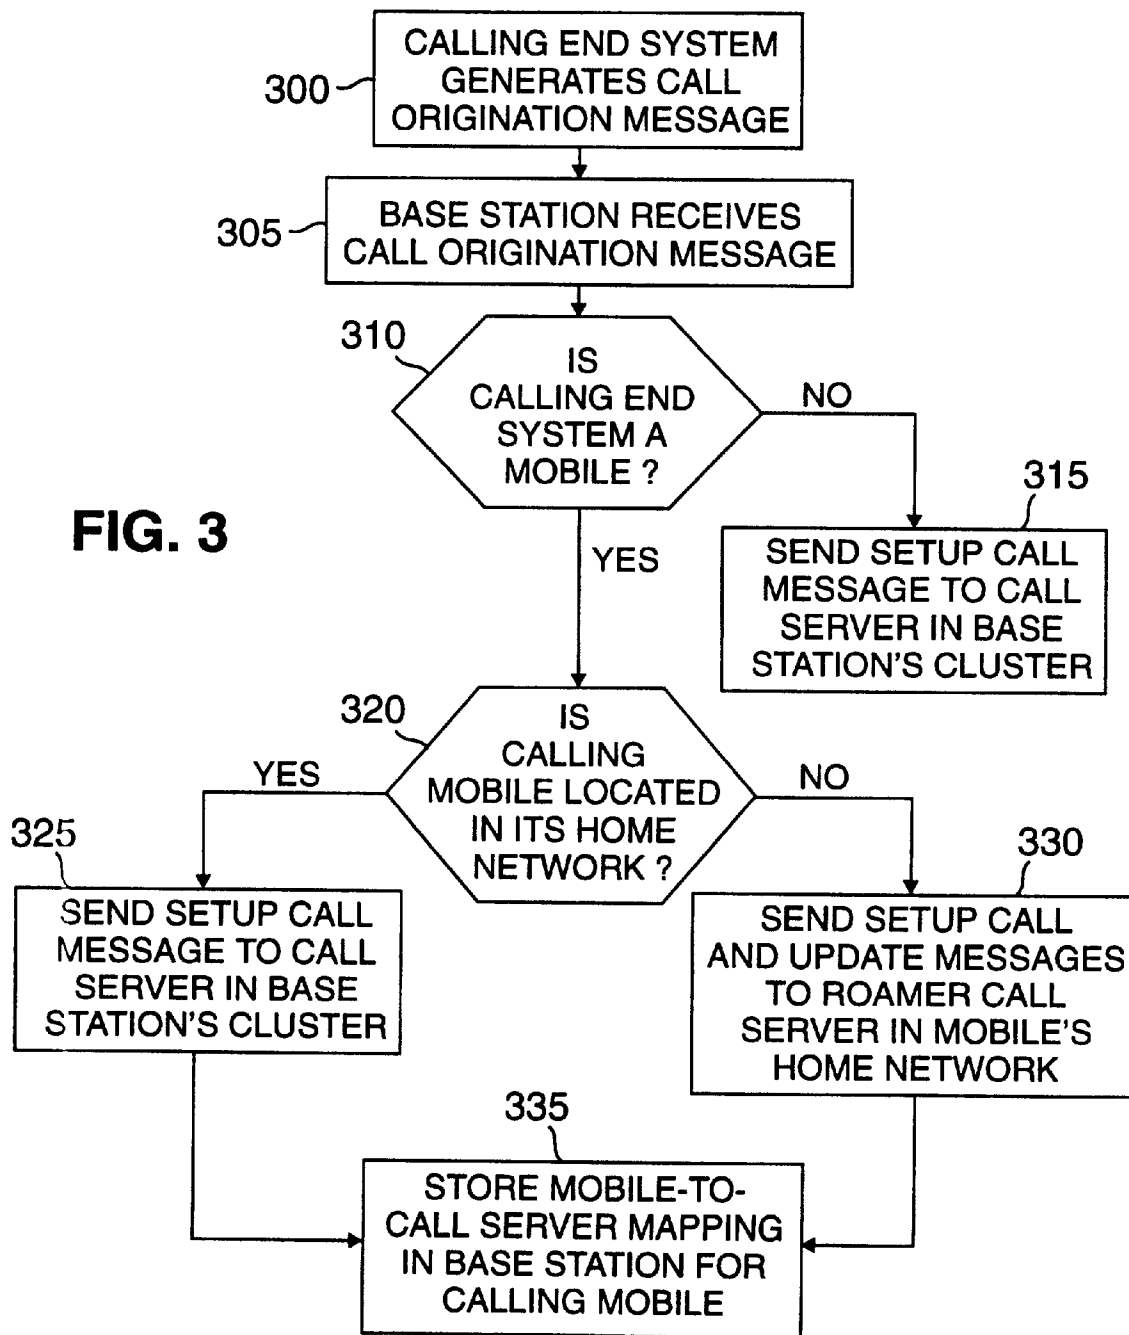 CALLING END SYSTEM
GENERATES CALL
ORIGINATION MESSAGE
300
BASE STATION RECEIVES
CALL ORIGINATION MESSAGE
305
310
IS
CALLING END
SYSTEM A
MOBILE ?
NO
315
FIG. 3
YES
SEND SETUP CALL
MESSAGE TO CALL
SERVER IN BASE
STATION'S CLUSTER
320
IS
CALLING
MOBILE LOCATED
IN ITS HOME
NETWORK ?
YES
NO
325
330
SEND SETUP CALL
MESSAGE TO CALL
SERVER IN BASE
STATION'S CLUSTER
SEND SETUP CALL
AND UPDATE MESSAGES
TO ROAMER CALL
SERVER IN MOBILE'S
HOME NETWORK
335
STORE MOBILE-TO-
CALL SERVER MAPPING
IN BASE STATION FOR
CALLING MOBILE